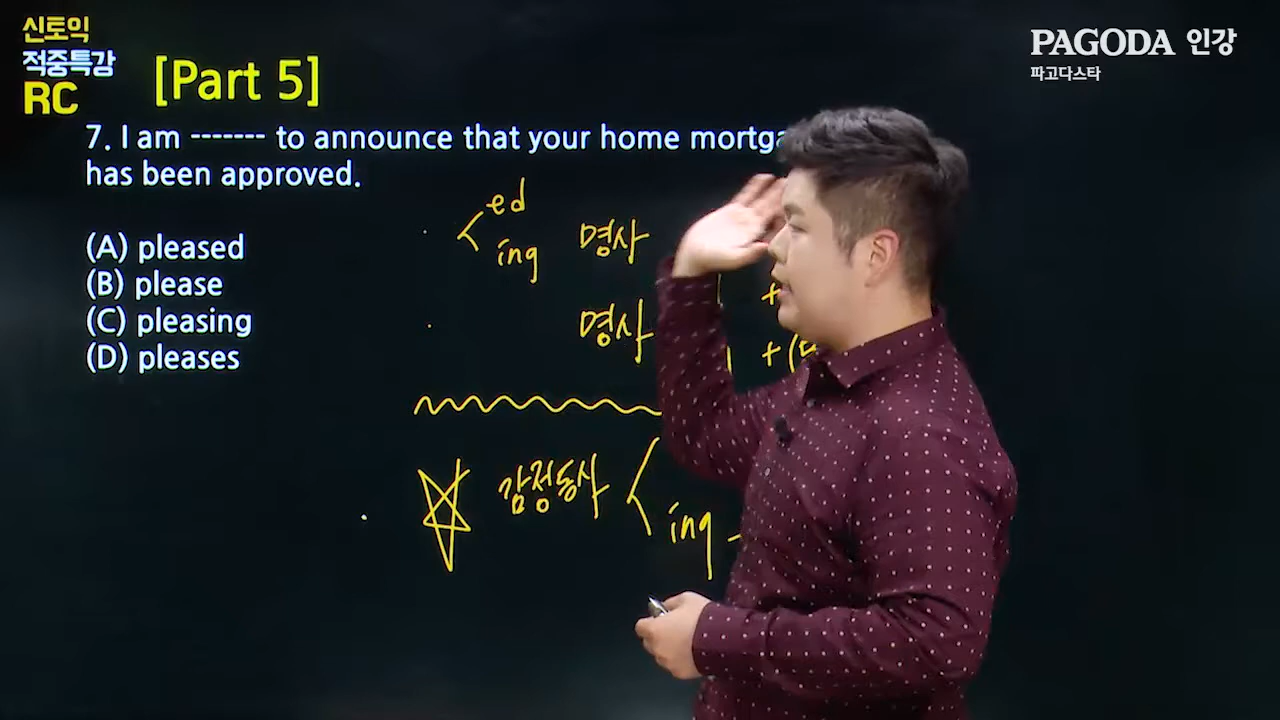 신토익
적중특강
RC
[Part 5]
PAGODA 인강
파고다스타
7. I am ------- to announce that your home
has been approved.
(A) pleased
(B) please
(C) pleasing
(D) pleases
ed
ing 명사
+
명사
+
감정동사
ing